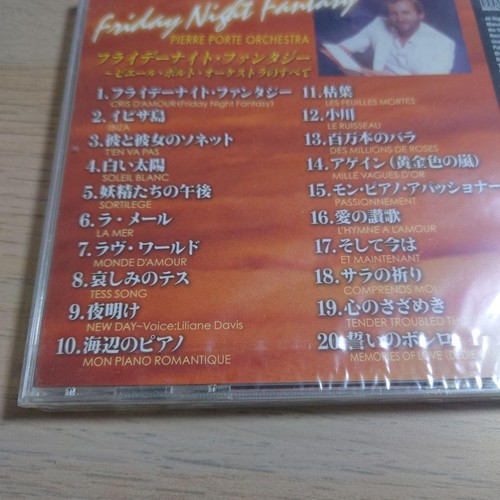 Friday Night Fantasy
PIERRE PORTE ORCHESTRA
フライデーナイト・ファンタジー
～ピエール・ポルト・オーケストラのすべて
1.フライデーナイト・ファンタジー
CRIS D'AMOUR(Friday Night Fantasy)
2.イビザ島
IBIZA
3.彼と彼女のソネット
T'EN VA PAS
4.白い太陽
SOLEIL BLANC
5.妖精たちの午後
SORTILEGE
6.ラ・メール
LA MER
7.ラヴ・ワールド
MONDE D'AMOUR
8.哀しみのテス
TESS SONG
9.夜明け
NEW DAY~Voice:Liliane Davis
10.海辺のピアノ
MON PIANO ROMANTIQUE
11.枯葉
LES FEUILLES MORTES
12.小川
LE RUISSEAU
13.百万本のバラ
DES MILLIONS DE ROSES
14.アゲイン(黄金色の嵐)
MILLE VAGUES D'OR
15.モン・ピアノ・アパッショナー
PASSIONNEMENT
16.愛の讃歌
L'HYMNE A L'AMOUR
17.そして今は
ET MAINTENANT
18.サラの祈り
COMPRENDS MOI
19.心のさざめき
TENDER TROUBLED
20.誓いのボレロ
MEMORIES OF LOVE